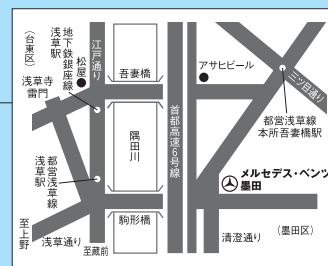 (台東区)
地下鉄銀座線
浅草駅
松屋
江戸通り
吾妻橋
アサヒビール
三ツ目通り
浅草寺
雷門
都営浅草線
本所吾妻橋駅
首都高速6号線
隅田川
都営浅草線
浅草駅
メルセデス・ベンツ
墨田
駒形橋
至上野
浅草通り
至蔵前
清澄通り
(墨田区)